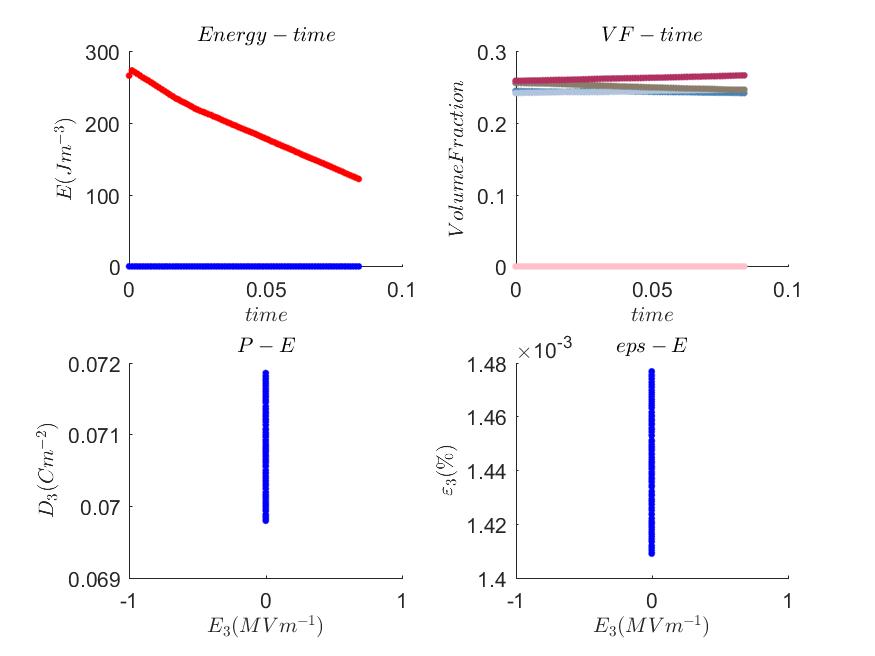 Energy − time
300
200
100
0
E(Jm⁻³)
0
0.05
0.1
time
VF − time
0.3
0.2
0.1
0
VolumeFraction
0
0.05
0.1
time
P − E
0.072
0.071
0.07
0.069
D₃(Cm⁻²)
-1
0
1
E₃(MVm⁻¹)
×10⁻³
eps − E
1.48
1.46
1.44
1.42
1.4
ε₃(%)
-1
0
1
E₃(MVm⁻¹)